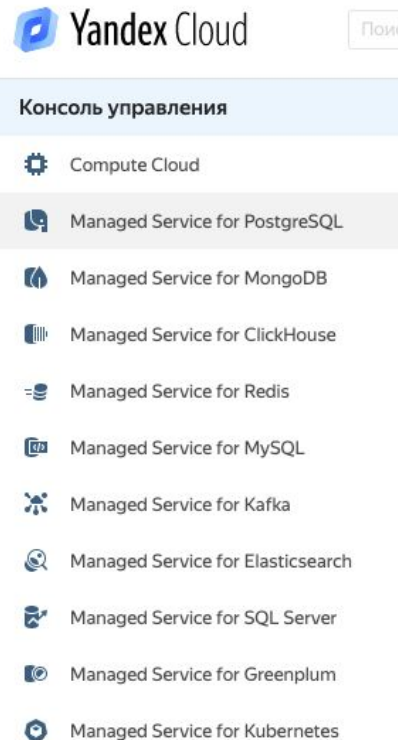 Yandex Cloud
Консоль управления
Compute Cloud
Managed Service for PostgreSQL
Managed Service for MongoDB
Managed Service for ClickHouse
Managed Service for Redis
Managed Service for MySQL
Managed Service for Kafka
Managed Service for Elasticsearch
Managed Service for SQL Server
Managed Service for Greenplum
Managed Service for Kubernetes